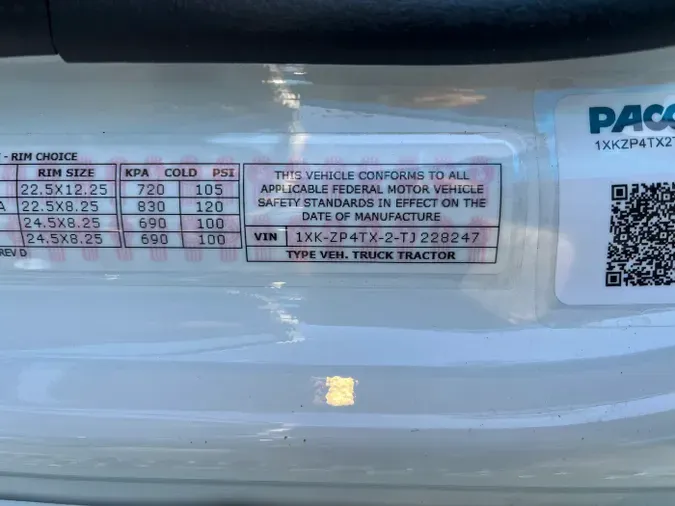 - RIM CHOICE
RIM SIZE KPA COLD PSI
22.5X12.25 720 105
A 22.5X8.25 830 120
24.5X8.25 690 100
24.5X8.25 690 100
REV D
THIS VEHICLE CONFORMS TO ALL
APPLICABLE FEDERAL MOTOR VEHICLE
SAFETY STANDARDS IN EFFECT ON THE
DATE OF MANUFACTURE
VIN 1XK-ZP4TX-2-TJ 228247
TYPE VEH. TRUCK TRACTOR
PACC
1XKZP4TX2T